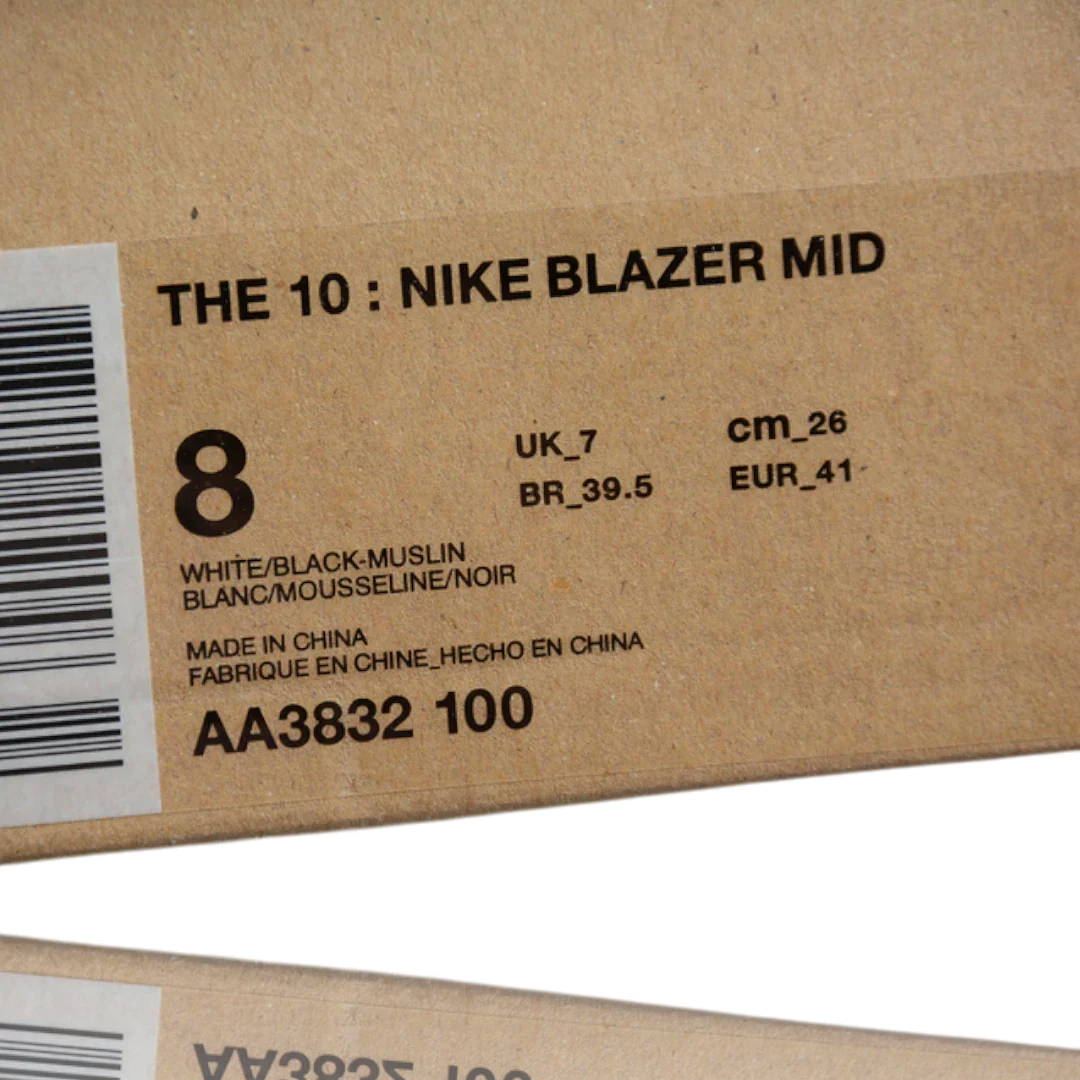 THE 10 : NIKE BLAZER MID
8
UK_7 cm_26
BR_39.5 EUR_41
WHITE/BLACK-MUSLIN
BLANC/MOUSSELINE/NOIR
MADE IN CHINA
FABRIQUE EN CHINE_HECHO EN CHINA
AA3832 100